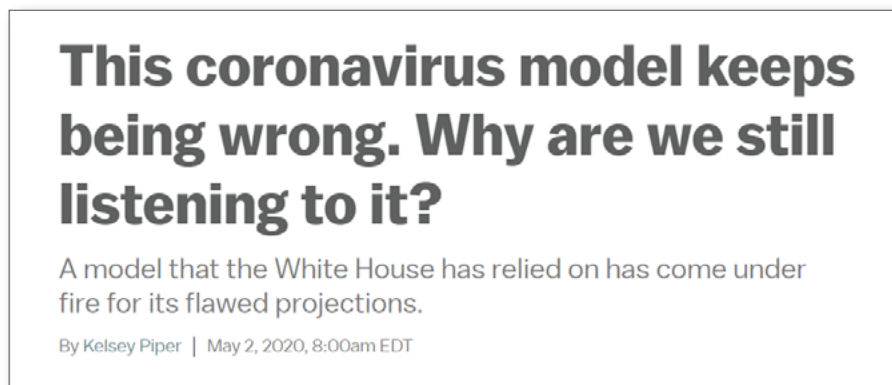 This coronavirus model keeps
being wrong. Why are we still
listening to it?
A model that the White House has relied on has come under
fire for its flawed projections.
By Kelsey Piper | May 2, 2020, 8:00am EDT